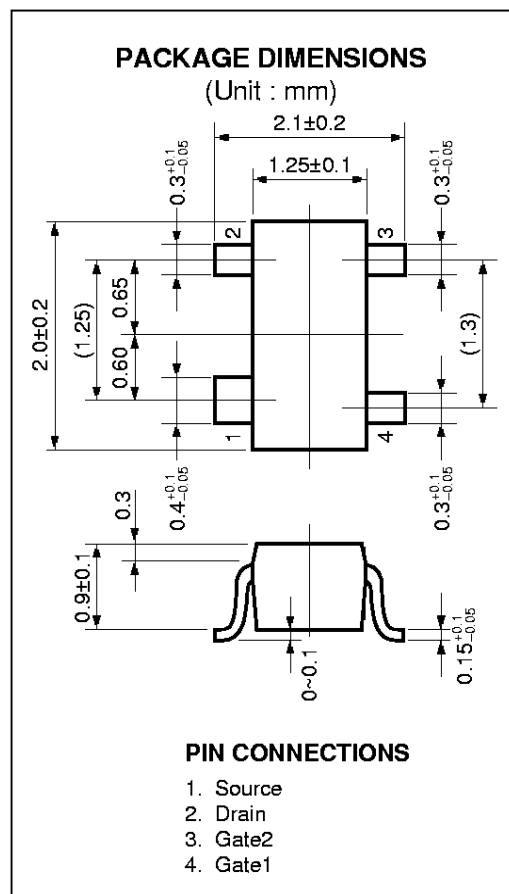 PACKAGE DIMENSIONS
(Unit : mm)
2.1±0.2
1.25±0.1
0.3+0.1-0.05
0.3+0.1-0.05
2
3
2.0±0.2
(1.25)
0.65
0.60
(1.3)
1
4
0.4+0.1-0.05
0.3+0.1-0.05
0.3
0.9±0.1
0~0.1
0.15+0.1-0.05
PIN CONNECTIONS
1. Source
2. Drain
3. Gate2
4. Gate1